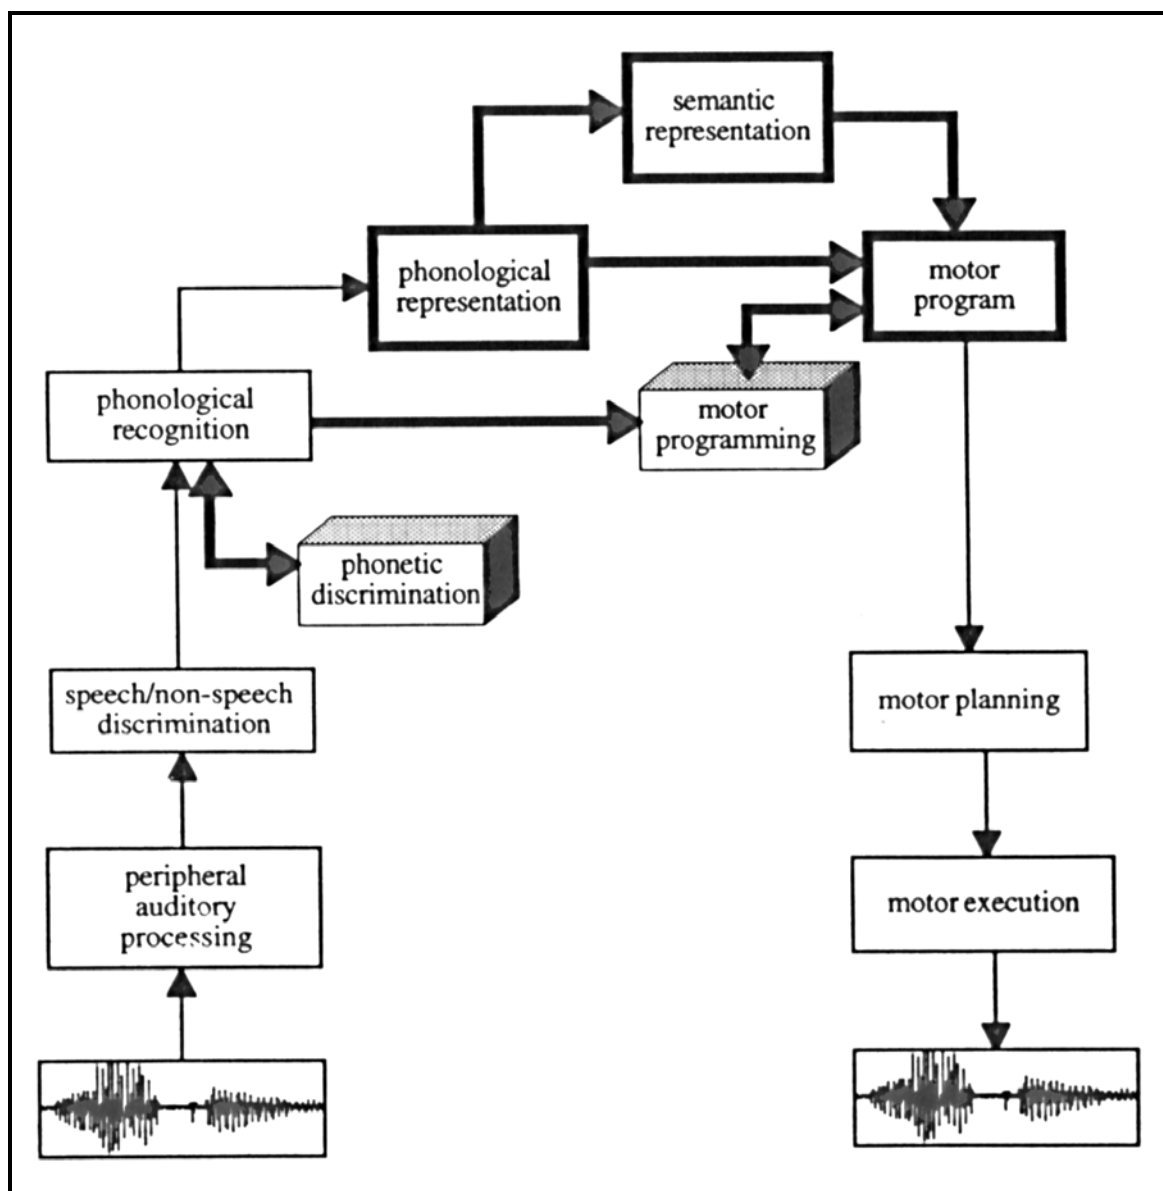 semantic
representation
phonological
representation
motor
program
phonological
recognition
motor
programming
phonetic
discrimination
speech/non-speech
discrimination
motor planning
peripheral
auditory
processing
motor execution